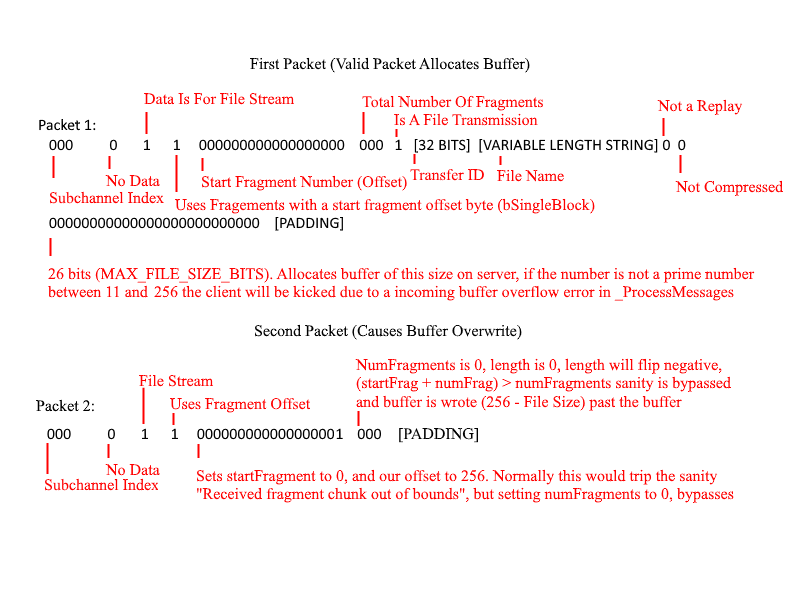 First Packet (Valid Packet Allocates Buffer)
Data Is For File Stream
Total Number Of Fragments
Is A File Transmission
Not a Replay
Packet 1:
000 0 1 1 000000000000000000 000 1 [32 BITS] [VARIABLE LENGTH STRING] 0 0
No Data
Subchannel Index
Start Fragment Number (Offset)
Transfer ID
File Name
Not Compressed
Uses Fragements with a start fragment offset byte (bSingleBlock)
00000000000000000000000000 [PADDING]
26 bits (MAX_FILE_SIZE_BITS). Allocates buffer of this size on server, if the number is not a prime number
between 11 and 256 the client will be kicked due to a incoming buffer overflow error in _ProcessMessages
Second Packet (Causes Buffer Overwrite)
NumFragments is 0, length is 0, length will flip negative,
(startFrag + numFrag) > numFragments sanity is bypassed
and buffer is wrote (256 - File Size) past the buffer
File Stream
Uses Fragment Offset
Packet 2:
000 0 1 1 000000000000000001 000 [PADDING]
No Data
Subchannel Index
Sets startFragment to 0, and our offset to 256. Normally this would trip the sanity
"Received fragment chunk out of bounds", but setting numFragments to 0, bypasses